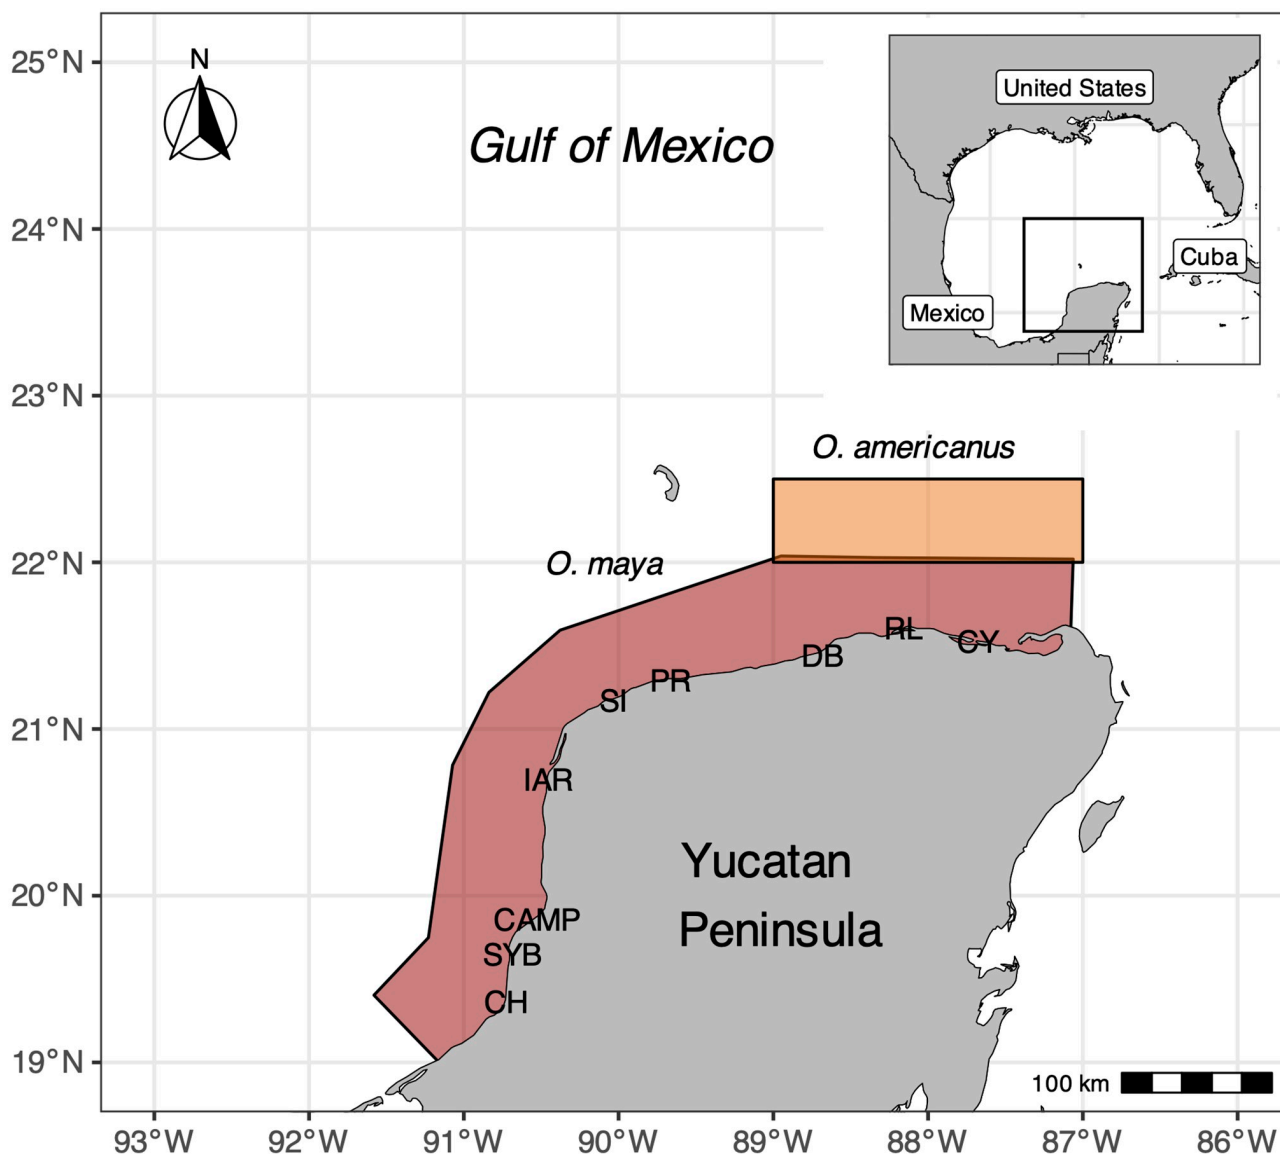 25°N
N
United States
Gulf of Mexico
24°N
Cuba
Mexico
23°N
O. americanus
22°N
O. maya
RL
CY
DB
PR
SI
21°N
IAR
Yucatan
20°N
CAMP
Peninsula
SYB
CH
19°N
100 km
93°W
92°W
91°W
90°W
89°W
88°W
87°W
86°W